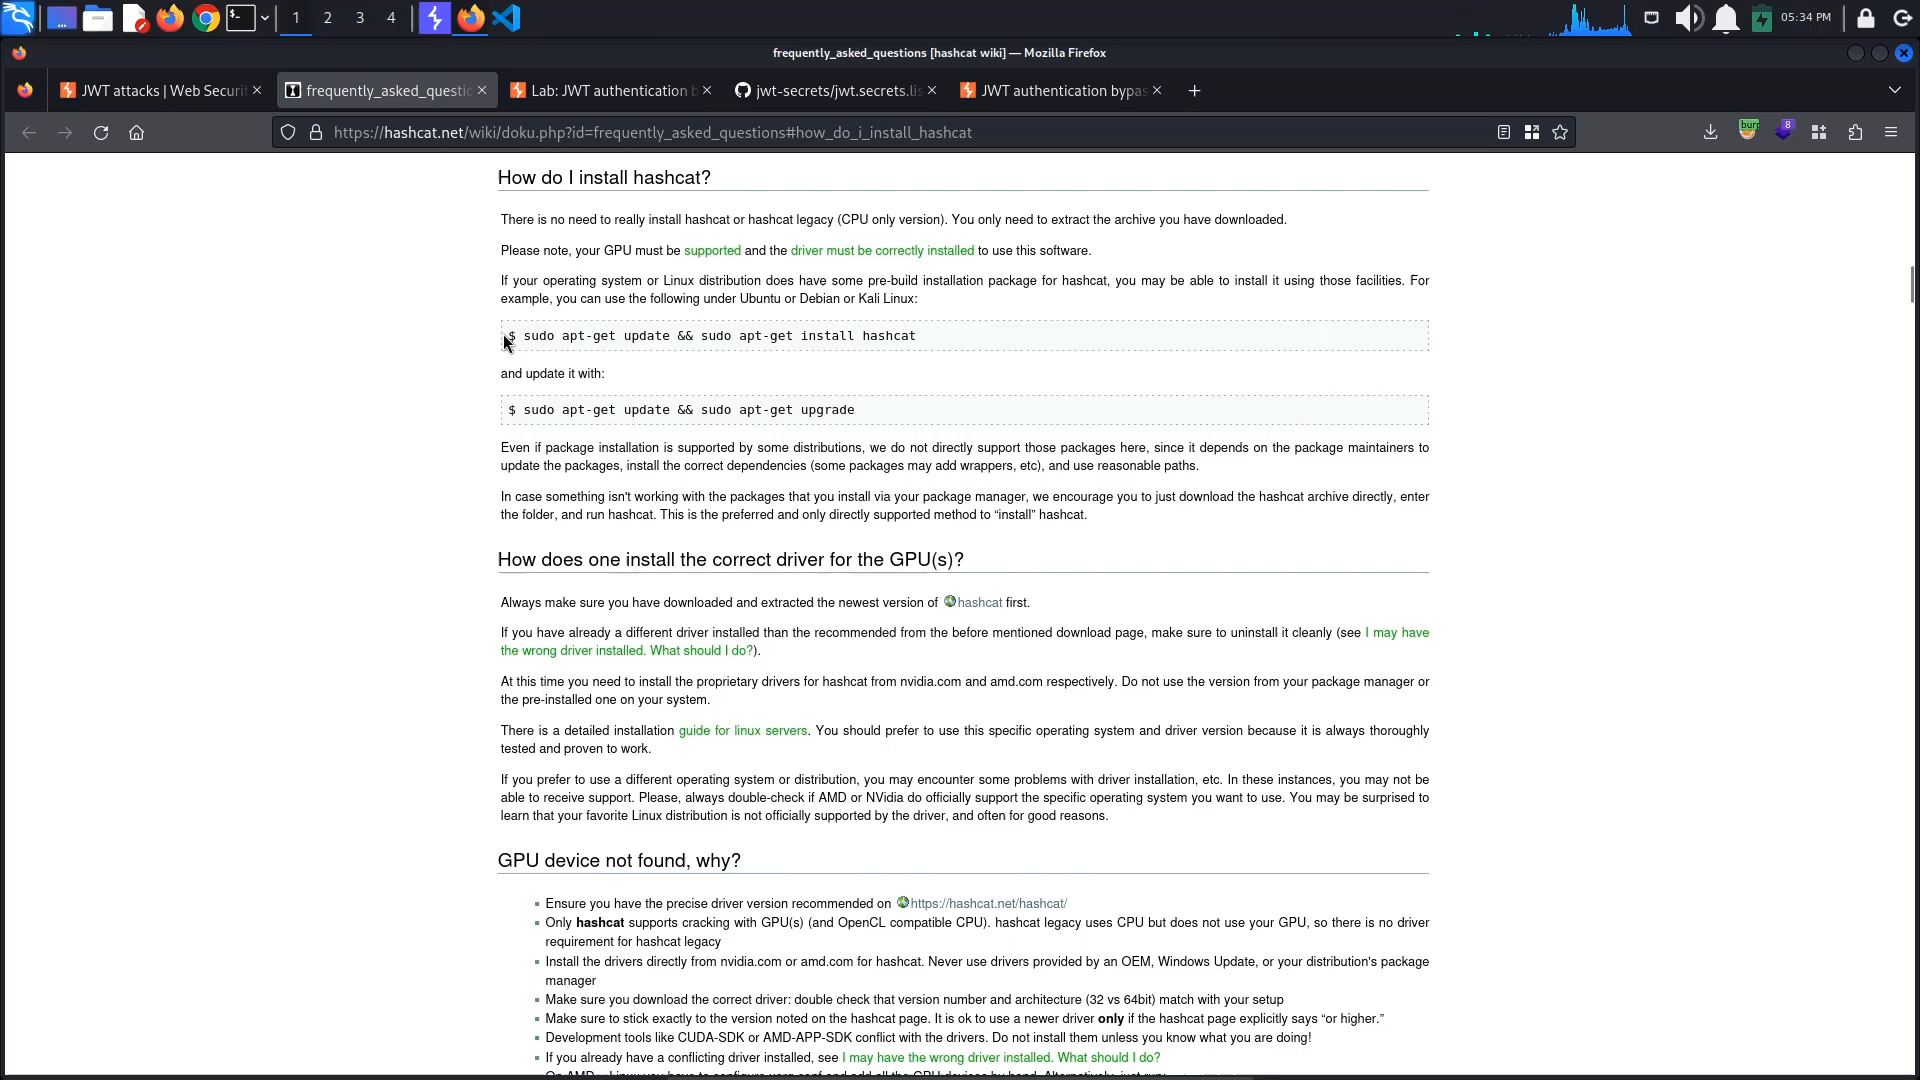 1
2
3
4
05:34 PM
frequently_asked_questions [hashcat wiki] — Mozilla Firefox
JWT attacks | Web Securit
frequently_asked_questic
Lab: JWT authentication b
jwt-secrets/jwt.secrets.lis
JWT authentication bypas
https://hashcat.net/wiki/doku.php?id=frequently_asked_questions#how_do_i_install_hashcat
8
How do I install hashcat?
There is no need to really install hashcat or hashcat legacy (CPU only version). You only need to extract the archive you have downloaded.
Please note, your GPU must be supported and the driver must be correctly installed to use this software.
If your operating system or Linux distribution does have some pre-build installation package for hashcat, you may be able to install it using those facilities. For
example, you can use the following under Ubuntu or Debian or Kali Linux:
$ sudo apt-get update && sudo apt-get install hashcat
and update it with:
$ sudo apt-get update && sudo apt-get upgrade
Even if package installation is supported by some distributions, we do not directly support those packages here, since it depends on the package maintainers to
update the packages, install the correct dependencies (some packages may add wrappers, etc), and use reasonable paths.
In case something isn't working with the packages that you install via your package manager, we encourage you to just download the hashcat archive directly, enter
the folder, and run hashcat. This is the preferred and only directly supported method to “install” hashcat.
How does one install the correct driver for the GPU(s)?
Always make sure you have downloaded and extracted the newest version of hashcat first.
If you have already a different driver installed than the recommended from the before mentioned download page, make sure to uninstall it cleanly (see I may have
the wrong driver installed. What should I do?).
At this time you need to install the proprietary drivers for hashcat from nvidia.com and amd.com respectively. Do not use the version from your package manager or
the pre-installed one on your system.
There is a detailed installation guide for linux servers. You should prefer to use this specific operating system and driver version because it is always thoroughly
tested and proven to work.
If you prefer to use a different operating system or distribution, you may encounter some problems with driver installation, etc. In these instances, you may not be
able to receive support. Please, always double-check if AMD or NVidia do officially support the specific operating system you want to use. You may be surprised to
learn that your favorite Linux distribution is not officially supported by the driver, and often for good reasons.
GPU device not found, why?
Ensure you have the precise driver version recommended on https://hashcat.net/hashcat/
Only hashcat supports cracking with GPU(s) (and OpenCL compatible CPU). hashcat legacy uses CPU but does not use your GPU, so there is no driver
requirement for hashcat legacy
Install the drivers directly from nvidia.com or amd.com for hashcat. Never use drivers provided by an OEM, Windows Update, or your distribution's package
manager
Make sure you download the correct driver: double check that version number and architecture (32 vs 64bit) match with your setup
Make sure to stick exactly to the version noted on the hashcat page. It is ok to use a newer driver only if the hashcat page explicitly says “or higher.”
Development tools like CUDA-SDK or AMD-APP-SDK conflict with the drivers. Do not install them unless you know what you are doing!
If you already have a conflicting driver installed, see I may have the wrong driver installed. What should I do?